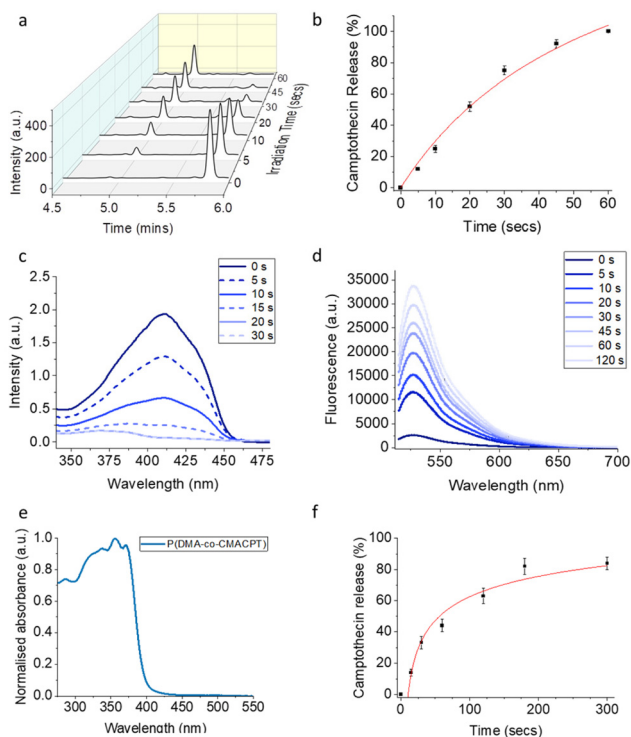 a
Intensity (a.u.)
400
200
0
4.5
5.0
5.5
6.0
Time (mins)
0
5
10
20
30
45
60
Irradiation Time (secs)
b
Camptothecin Release (%)
100
80
60
40
20
0
0 10 20 30 40 50 60
Time (secs)
c
Intensity (a.u.)
2.5
2.0
1.5
1.0
0.5
0.0
350 375 400 425 450 475
Wavelength (nm)
0 s
5 s
10 s
15 s
20 s
30 s
d
Fluorescence (a.u.)
35000
30000
25000
20000
15000
10000
5000
0
550 600 650 700
Wavelength (nm)
0 s
5 s
10 s
20 s
30 s
45 s
60 s
120 s
e
Normalised absorbance (a.u.)
1.0
0.8
0.6
0.4
0.2
0.0
300 350 400 450 500 550
Wavelength (nm)
P(DMA-co-CMACPT)
f
Camptothecin release (%)
100
80
60
40
20
0
0 100 200 300
Time (secs)